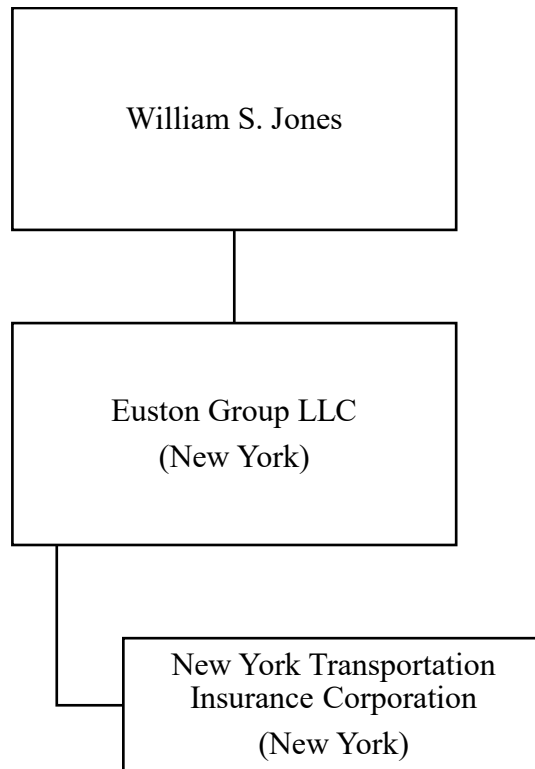 William S. Jones
Euston Group LLC
(New York)
New York Transportation
Insurance Corporation
(New York)